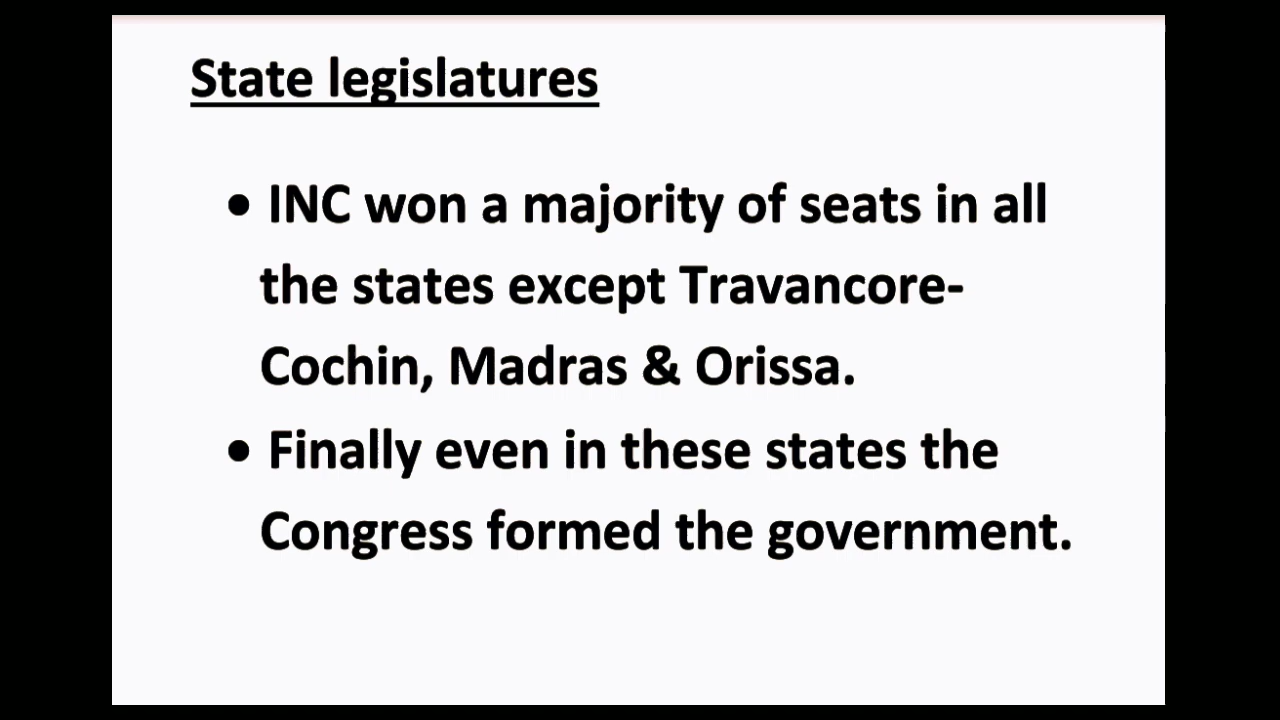 State legislatures
• INC won a majority of seats in all
the states except Travancore-
Cochin, Madras & Orissa.
• Finally even in these states the
Congress formed the government.